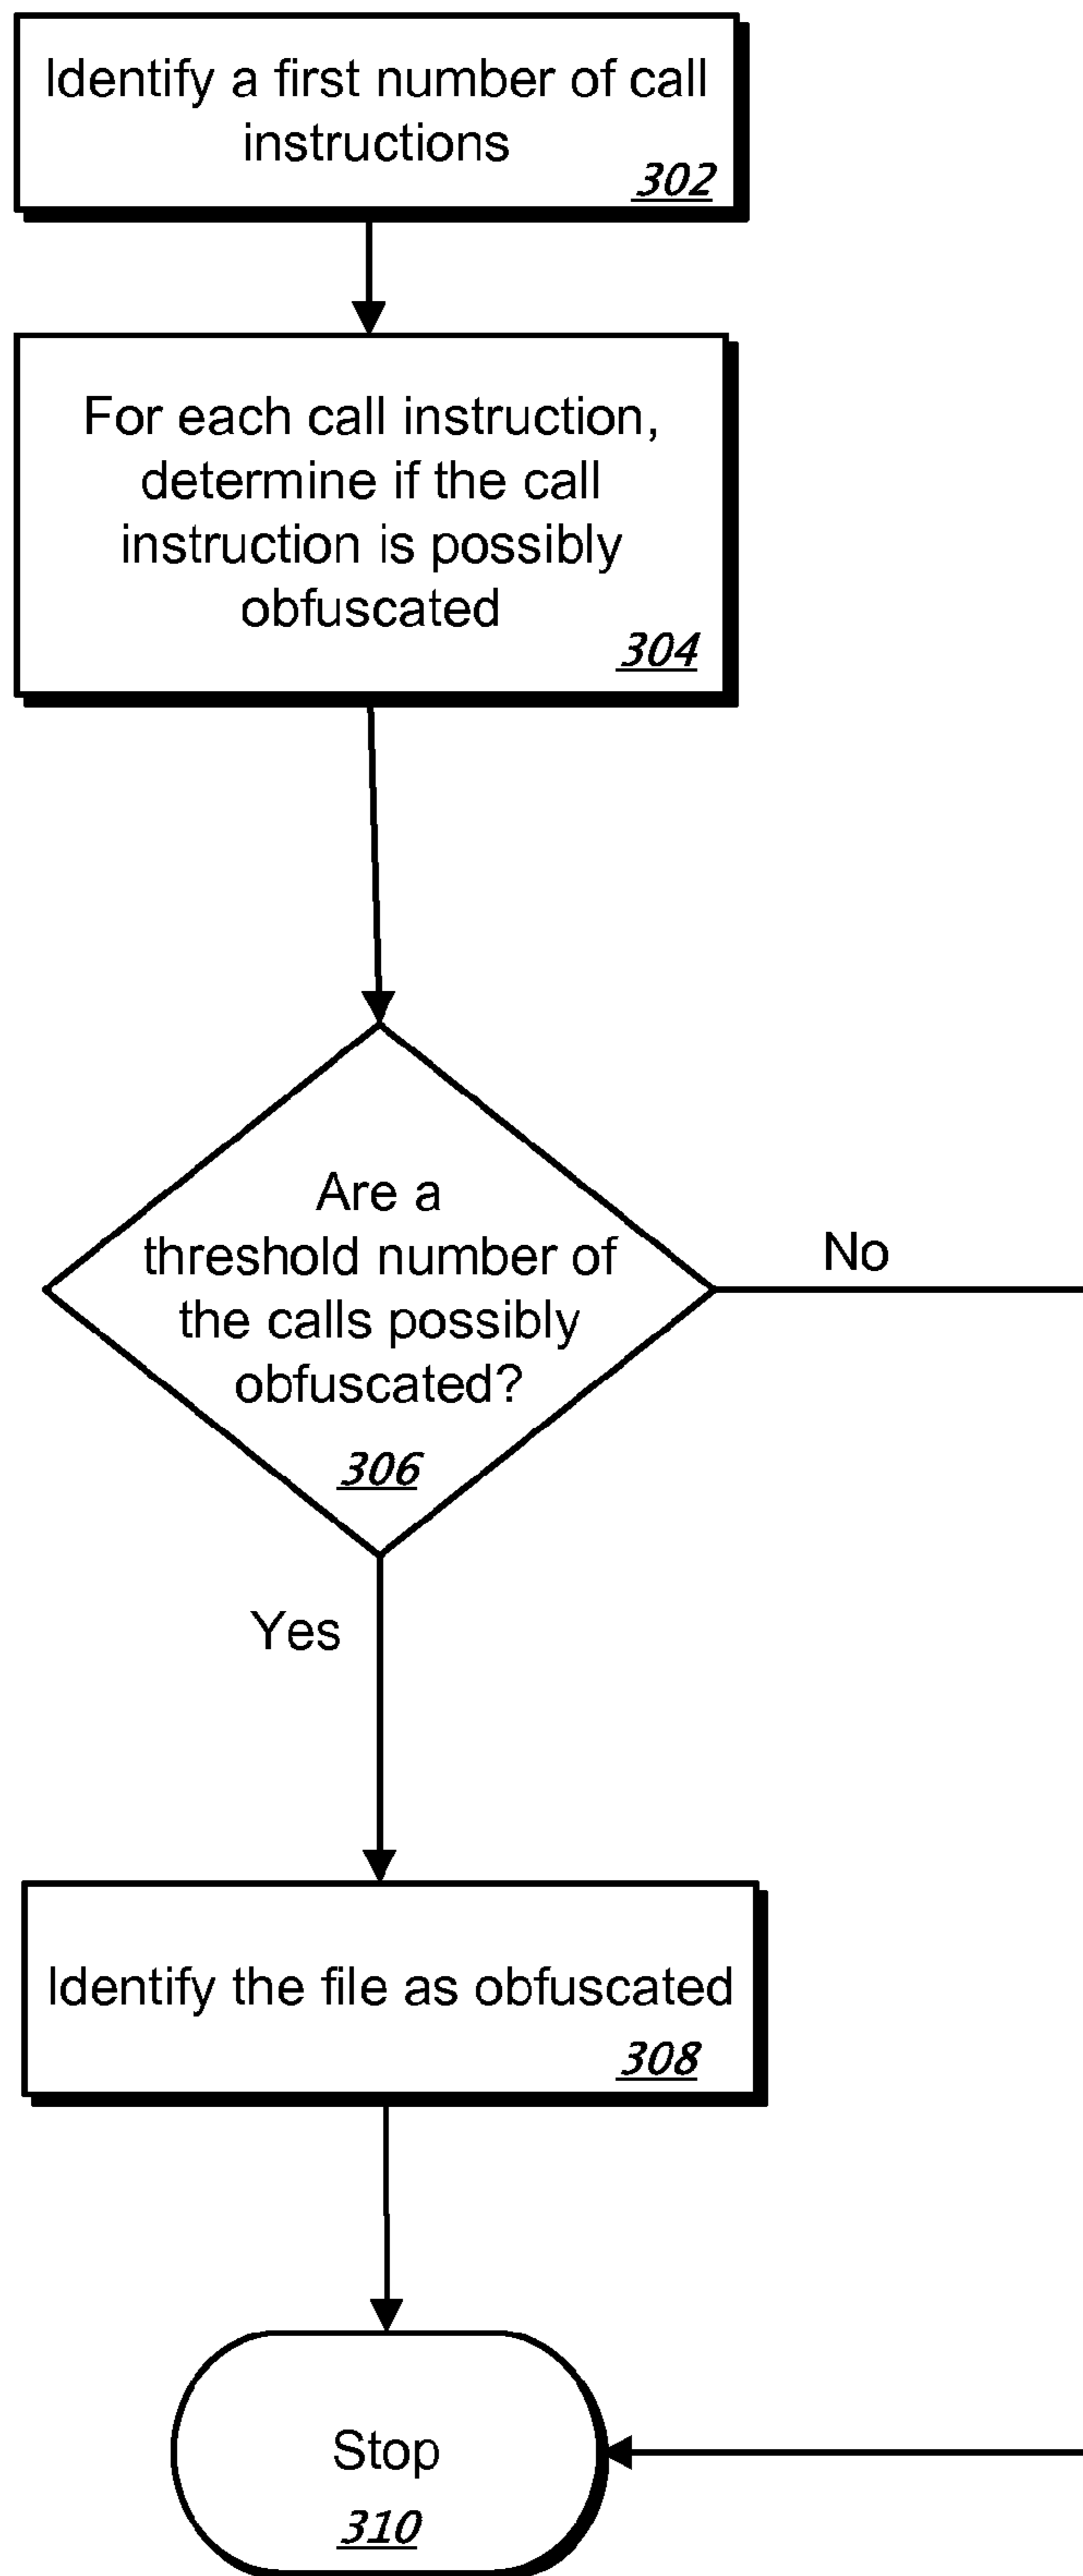 Identify a first number of call
instructions
302
For each call instruction,
determine if the call
instruction is possibly
obfuscated
304
Are a
threshold number of
the calls possibly
obfuscated?
306
No
Yes
Identify the file as obfuscated
308
Stop
310